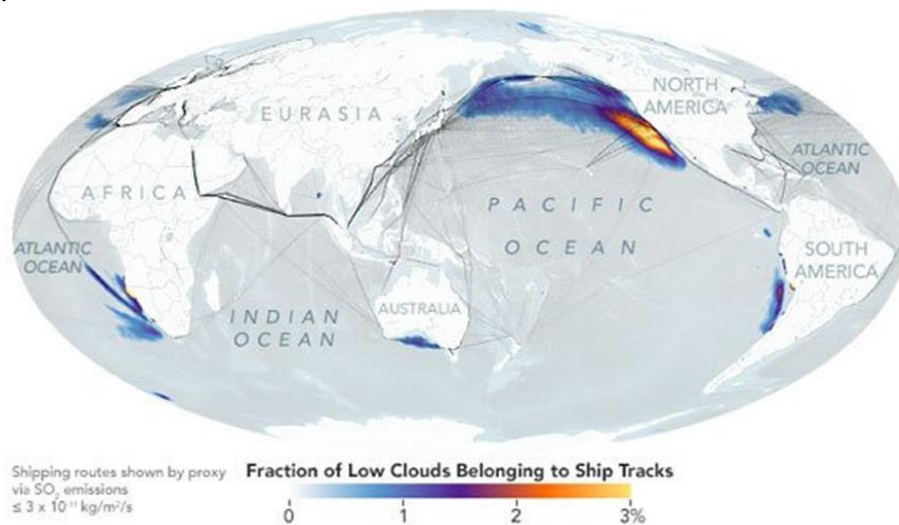 NORTH
AMERICA
EURASIA
ATLANTIC
OCEAN
AFRICA
PACIFIC
OCEAN
ATLANTIC
OCEAN
SOUTH
AMERICA
AUSTRALIA
INDIAN
OCEAN
Shipping routes shown by proxy
via SO₂ emissions
≤ 3 x 10⁻¹¹ kg/m²/s
Fraction of Low Clouds Belonging to Ship Tracks
0 1 2 3%